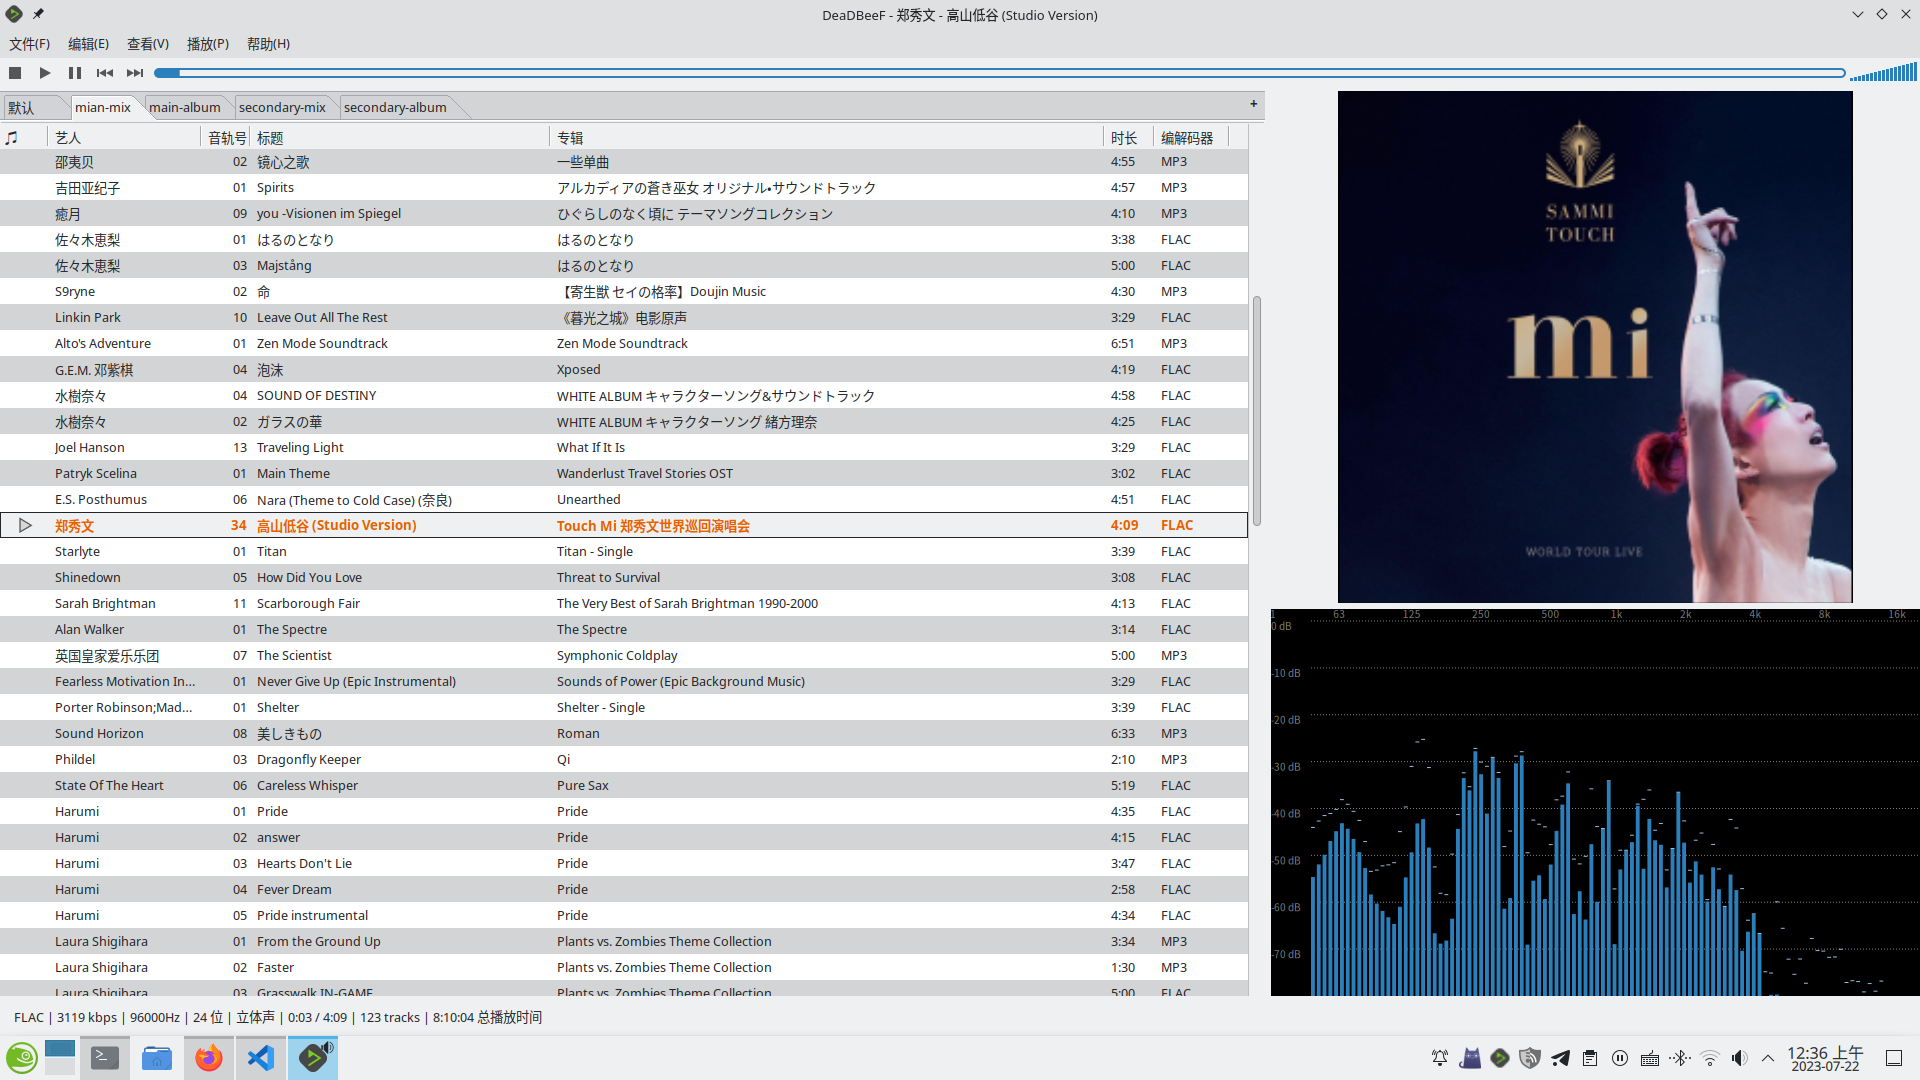 DeaDBeeF - 郑秀文 - 高山低谷 (Studio Version)
文件(F) 编辑(E) 查看(V) 播放(P) 帮助(H)
默认 mian-mix main-album secondary-mix secondary-album +
艺人 音轨号 标题 专辑 时长 编解码器
邵夷贝 02 镜心之歌 一些单曲 4:55 MP3
吉田亚纪子 01 Spirits アルカディアの蒼き巫女 オリジナル•サウンドトラック 4:57 MP3
癒月 09 you -Visionen im Spiegel ひぐらしのなく頃に テーマソングコレクション 4:10 MP3
佐々木恵梨 01 はるのとなり はるのとなり 3:38 FLAC
佐々木恵梨 03 Majstång はるのとなり 5:00 FLAC
S9ryne 02 命 【寄生獣 セイの格率】Doujin Music 4:30 MP3
Linkin Park 10 Leave Out All The Rest 《暮光之城》电影原声 3:29 FLAC
Alto's Adventure 01 Zen Mode Soundtrack Zen Mode Soundtrack 6:51 MP3
G.E.M. 邓紫棋 04 泡沫 Xposed 4:19 FLAC
水樹奈々 04 SOUND OF DESTINY WHITE ALBUM キャラクターソング&サウンドトラック 4:58 FLAC
水樹奈々 02 ガラスの華 WHITE ALBUM キャラクターソング 緒方理奈 4:25 FLAC
Joel Hanson 13 Traveling Light What If It Is 3:29 FLAC
Patryk Scelina 01 Main Theme Wanderlust Travel Stories OST 3:02 FLAC
E.S. Posthumus 06 Nara (Theme to Cold Case) (奈良) Unearthed 4:51 FLAC
郑秀文 34 高山低谷 (Studio Version) Touch Mi 郑秀文世界巡回演唱会 4:09 FLAC
Starlyte 01 Titan Titan - Single 3:39 FLAC
Shinedown 05 How Did You Love Threat to Survival 3:08 FLAC
Sarah Brightman 11 Scarborough Fair The Very Best of Sarah Brightman 1990-2000 4:13 FLAC
Alan Walker 01 The Spectre The Spectre 3:14 FLAC
英国皇家爱乐乐团 07 The Scientist Symphonic Coldplay 5:00 MP3
Fearless Motivation In... 01 Never Give Up (Epic Instrumental) Sounds of Power (Epic Background Music) 3:29 FLAC
Porter Robinson;Mad... 01 Shelter Shelter - Single 3:39 FLAC
Sound Horizon 08 美しきもの Roman 6:33 MP3
Phildel 03 Dragonfly Keeper Qi 2:10 MP3
State Of The Heart 06 Careless Whisper Pure Sax 5:19 FLAC
Harumi 01 Pride Pride 4:35 FLAC
Harumi 02 answer Pride 4:15 FLAC
Harumi 03 Hearts Don't Lie Pride 3:47 FLAC
Harumi 04 Fever Dream Pride 2:58 FLAC
Harumi 05 Pride instrumental Pride 4:34 FLAC
Laura Shigihara 01 From the Ground Up Plants vs. Zombies Theme Collection 3:34 MP3
Laura Shigihara 02 Faster Plants vs. Zombies Theme Collection 1:30 MP3
Laura Shigihara 03 Grasswalk IN-GAME Plants vs. Zombies Theme Collection 5:00 FLAC
SAMMI
TOUCH
mi
WORLD TOUR LIVE
63 125 250 500 1k 2k 4k 8k 16k
0 dB
-10 dB
-20 dB
-30 dB
-40 dB
-50 dB
-60 dB
-70 dB
FLAC | 3119 kbps | 96000Hz | 24 位 | 立体声 | 0:03 / 4:09 | 123 tracks | 8:10:04 总播放时间
12:36 上午
2023-07-22